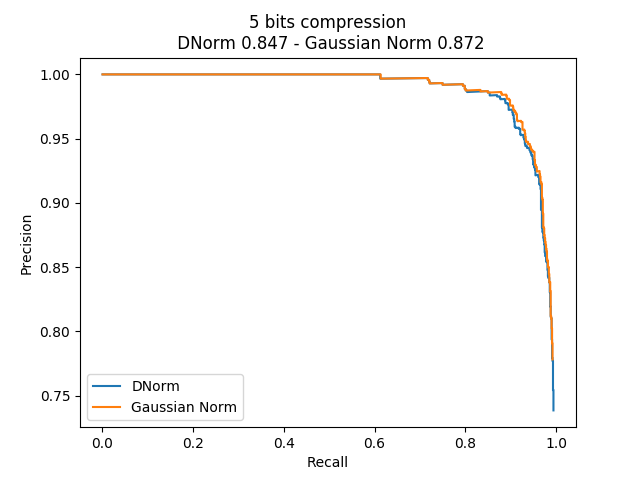 5 bits compression
DNorm 0.847 - Gaussian Norm 0.872
1.00
0.95
0.90
0.85
0.80
0.75
Precision
DNorm
Gaussian Norm
0.0 0.2 0.4 0.6 0.8 1.0
Recall